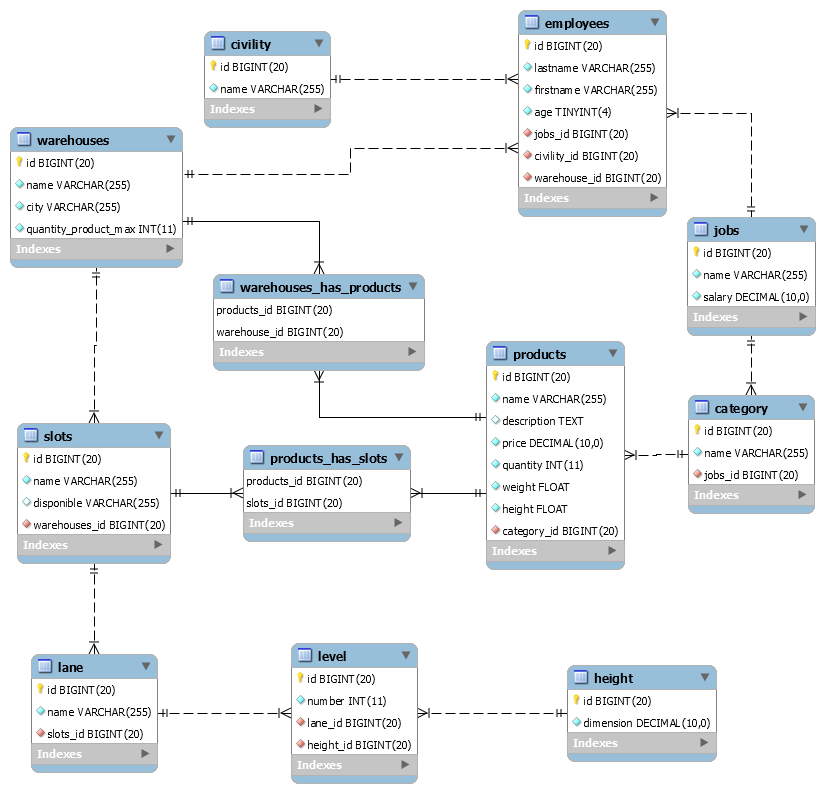 civility
id BIGINT(20)
name VARCHAR(255)
Indexes
employees
id BIGINT(20)
lastname VARCHAR(255)
firstname VARCHAR(255)
age TINYINT(4)
jobs_id BIGINT(20)
civility_id BIGINT(20)
warehouse_id BIGINT(20)
Indexes
warehouses
id BIGINT(20)
name VARCHAR(255)
city VARCHAR(255)
quantity_product_max INT(11)
Indexes
jobs
id BIGINT(20)
name VARCHAR(255)
salary DECIMAL(10,0)
Indexes
warehouses_has_products
products_id BIGINT(20)
warehouse_id BIGINT(20)
Indexes
products
id BIGINT(20)
name VARCHAR(255)
description TEXT
price DECIMAL(10,0)
quantity INT(11)
weight FLOAT
height FLOAT
category_id BIGINT(20)
Indexes
category
id BIGINT(20)
name VARCHAR(255)
jobs_id BIGINT(20)
Indexes
slots
id BIGINT(20)
name VARCHAR(255)
disponible VARCHAR(255)
warehouses_id BIGINT(20)
Indexes
products_has_slots
products_id BIGINT(20)
slots_id BIGINT(20)
Indexes
lane
id BIGINT(20)
name VARCHAR(255)
slots_id BIGINT(20)
Indexes
level
id BIGINT(20)
number INT(11)
lane_id BIGINT(20)
height_id BIGINT(20)
Indexes
height
id BIGINT(20)
dimension DECIMAL(10,0)
Indexes